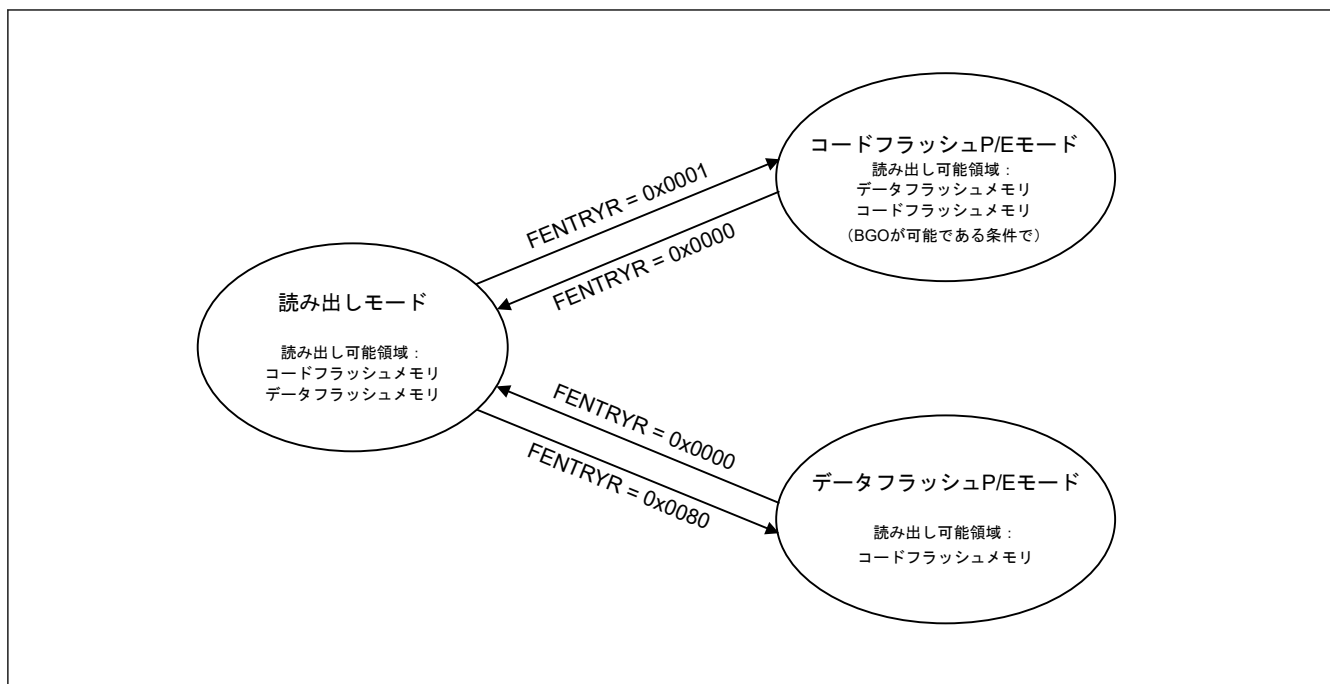 コードフラッシュP/Eモード
読み出し可能領域：
データフラッシュメモリ
コードフラッシュメモリ
（BGOが可能である条件で）
FENTRYR = 0x0001
FENTRYR = 0x0000
読み出しモード
読み出し可能領域：
コードフラッシュメモリ
データフラッシュメモリ
FENTRYR = 0x0000
FENTRYR = 0x0080
データフラッシュP/Eモード
読み出し可能領域：
コードフラッシュメモリ